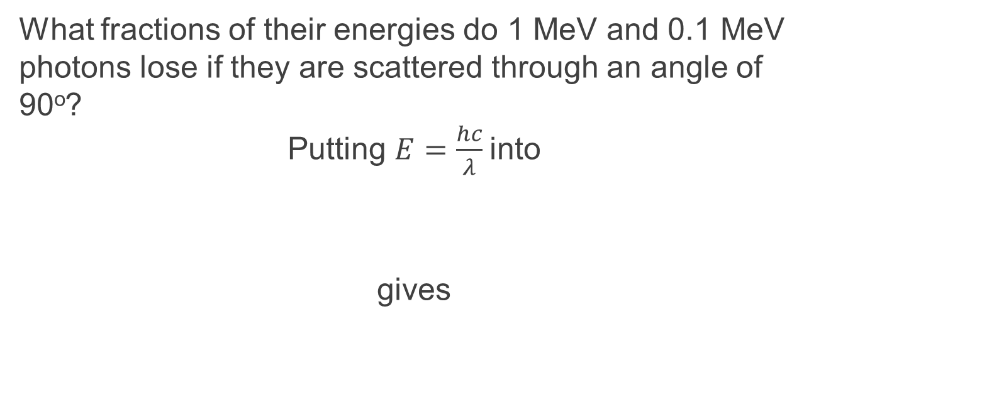 What fractions of their energies do 1 MeV and 0.1 MeV
photons lose if they are scattered through an angle of
90º?
Putting E = hc/λ into
gives